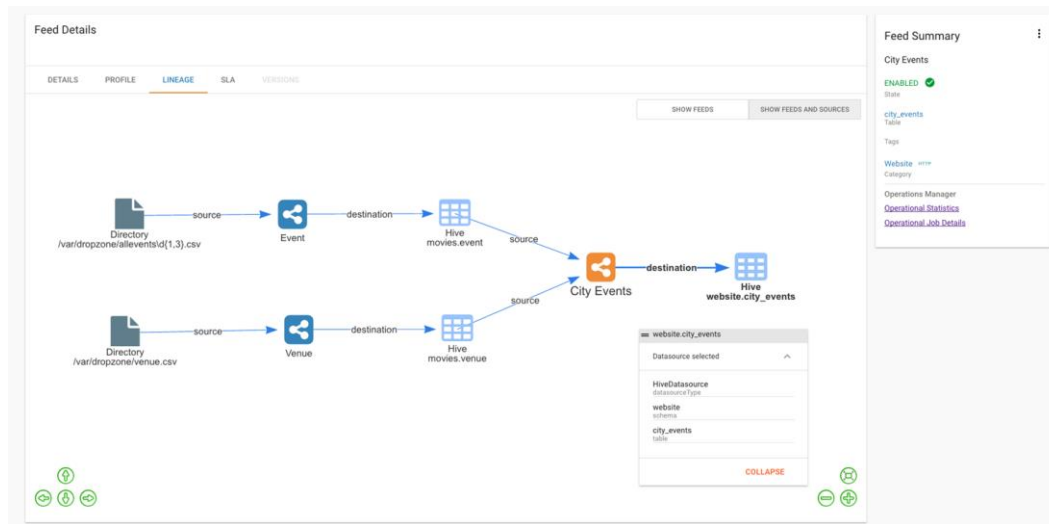 Feed Details
DETAILS PROFILE LINEAGE SLA VERSIONS
SHOW FEEDS SHOW FEEDS AND SOURCES
Directory
/var/dropzone/allevents\d{1,3}.csv
source
Event
destination
Hive
movies.event
source
Directory
/var/dropzone/venue.csv
source
Venue
destination
Hive
movies.venue
source
City Events
destination
Hive
website.city_events
website.city_events
Datasource selected
HiveDatasource
datasourceType
website
schema
city_events
table
COLLAPSE
Feed Summary
City Events
ENABLED
State
city_events
Table
Tags
Website
Category
Operations Manager
Operational Statistics
Operational Job Details